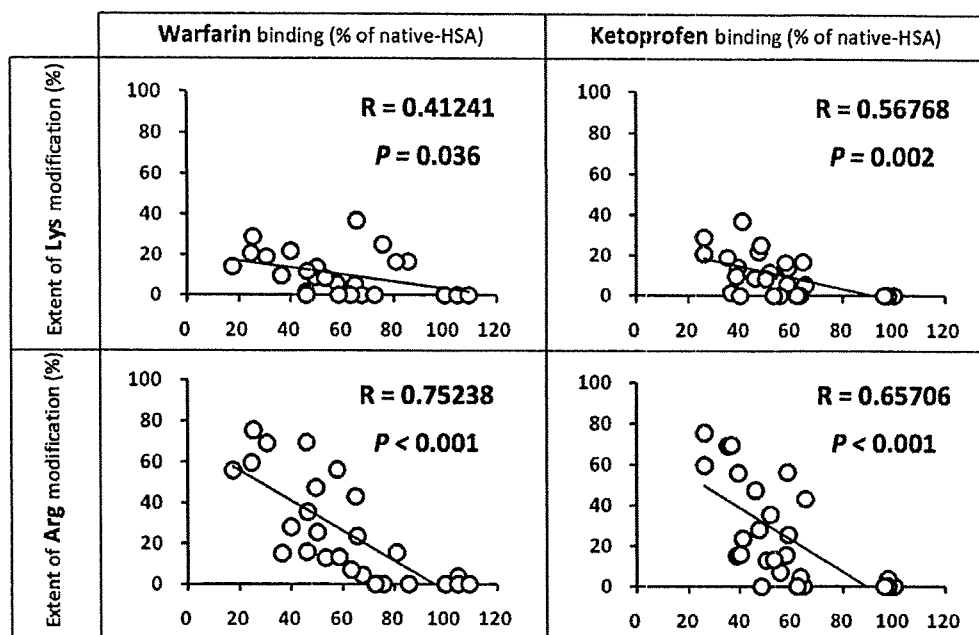 Warfarin binding (% of native-HSA)
Ketoprofen binding (% of native-HSA)
Extent of Lys modification (%)
100
80
60
40
20
0
R = 0.41241
P = 0.036
0 20 40 60 80 100 120
100
80
60
40
20
0
R = 0.56768
P = 0.002
0 20 40 60 80 100 120
Extent of Arg modification (%)
100
80
60
40
20
0
R = 0.75238
P < 0.001
0 20 40 60 80 100 120
100
80
60
40
20
0
R = 0.65706
P < 0.001
0 20 40 60 80 100 120